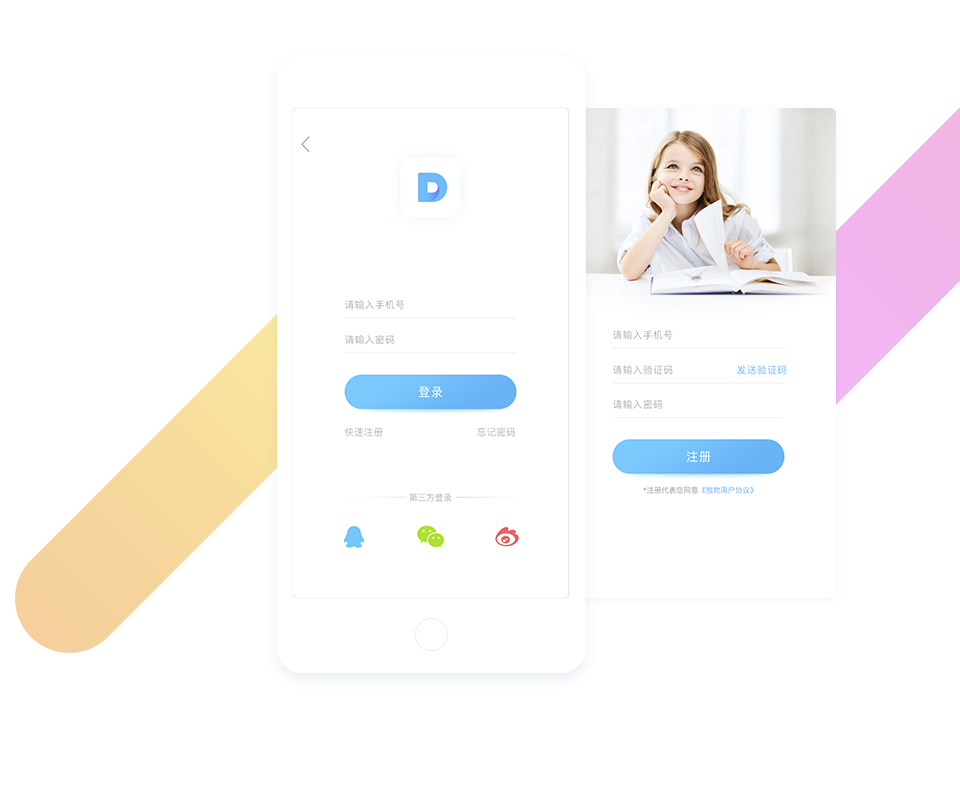 D
请输入手机号
请输入密码
登录
快速注册 忘记密码
第三方登录
请输入手机号
请输入验证码 发送验证码
请输入密码
注册
*注册代表您同意《独物用户协议》